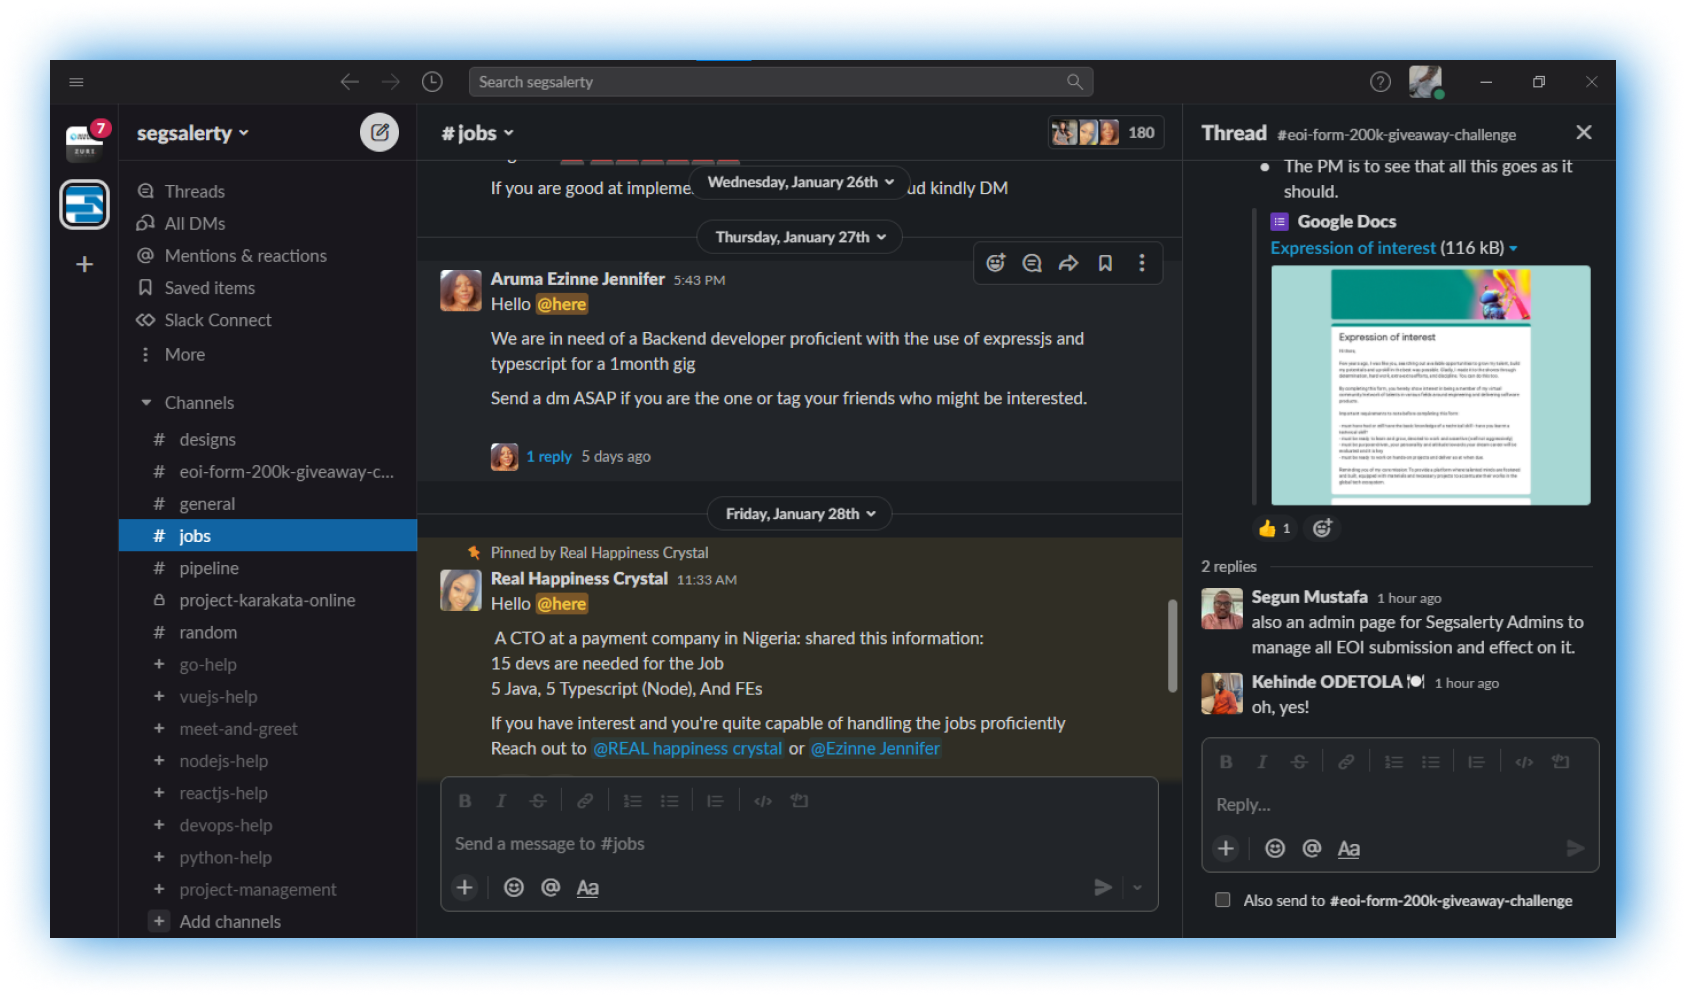 Search segsalerty
7
ZURI
segsalerty
Threads
All DMs
Mentions & reactions
Saved items
Slack Connect
More
Channels
# designs
# eoi-form-200k-giveaway-c...
# general
# jobs
# pipeline
project-karakata-online
# random
+ go-help
+ vuejs-help
+ meet-and-greet
+ nodejs-help
+ reactjs-help
+ devops-help
+ python-help
+ project-management
+ Add channels
# jobs
180
If you are good at impleme
ud kindly DM
Wednesday, January 26th
Thursday, January 27th
Aruma Ezinne Jennifer 5:43 PM
Hello @here
We are in need of a Backend developer proficient with the use of expressjs and
typescript for a 1month gig
Send a dm ASAP if you are the one or tag your friends who might be interested.
1 reply 5 days ago
Friday, January 28th
Pinned by Real Happiness Crystal
Real Happiness Crystal 11:33 AM
Hello @here
A CTO at a payment company in Nigeria: shared this information:
15 devs are needed for the Job
5 Java, 5 Typescript (Node), And FEs
If you have interest and you're quite capable of handling the jobs proficiently
Reach out to @REAL happiness crystal or @Ezinne Jennifer
B I S
Send a message to #jobs
+ @ Aa
Thread #eoi-form-200k-giveaway-challenge
• The PM is to see that all this goes as it
should.
Google Docs
Expression of interest (116 kB)
Expression of interest
1
2 replies
Segun Mustafa 1 hour ago
also an admin page for Segsalerty Admins to
manage all EOI submission and effect on it.
Kehinde ODETOLA 🍽️ 1 hour ago
oh, yes!
B I S
Reply...
+ @ Aa
Also send to #eoi-form-200k-giveaway-challenge